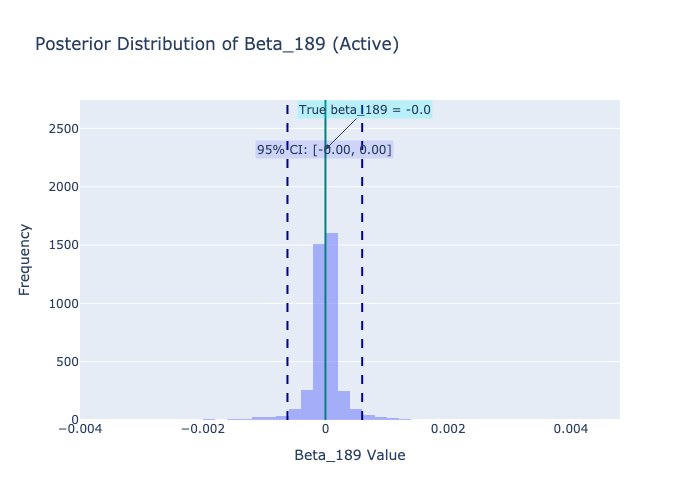 Posterior Distribution of Beta_189 (Active)
True beta_189 = -0.0
95% CI: [-0.00, 0.00]
2500
2000
1500
1000
500
0
Frequency
−0.004
−0.002
0
0.002
0.004
Beta_189 Value